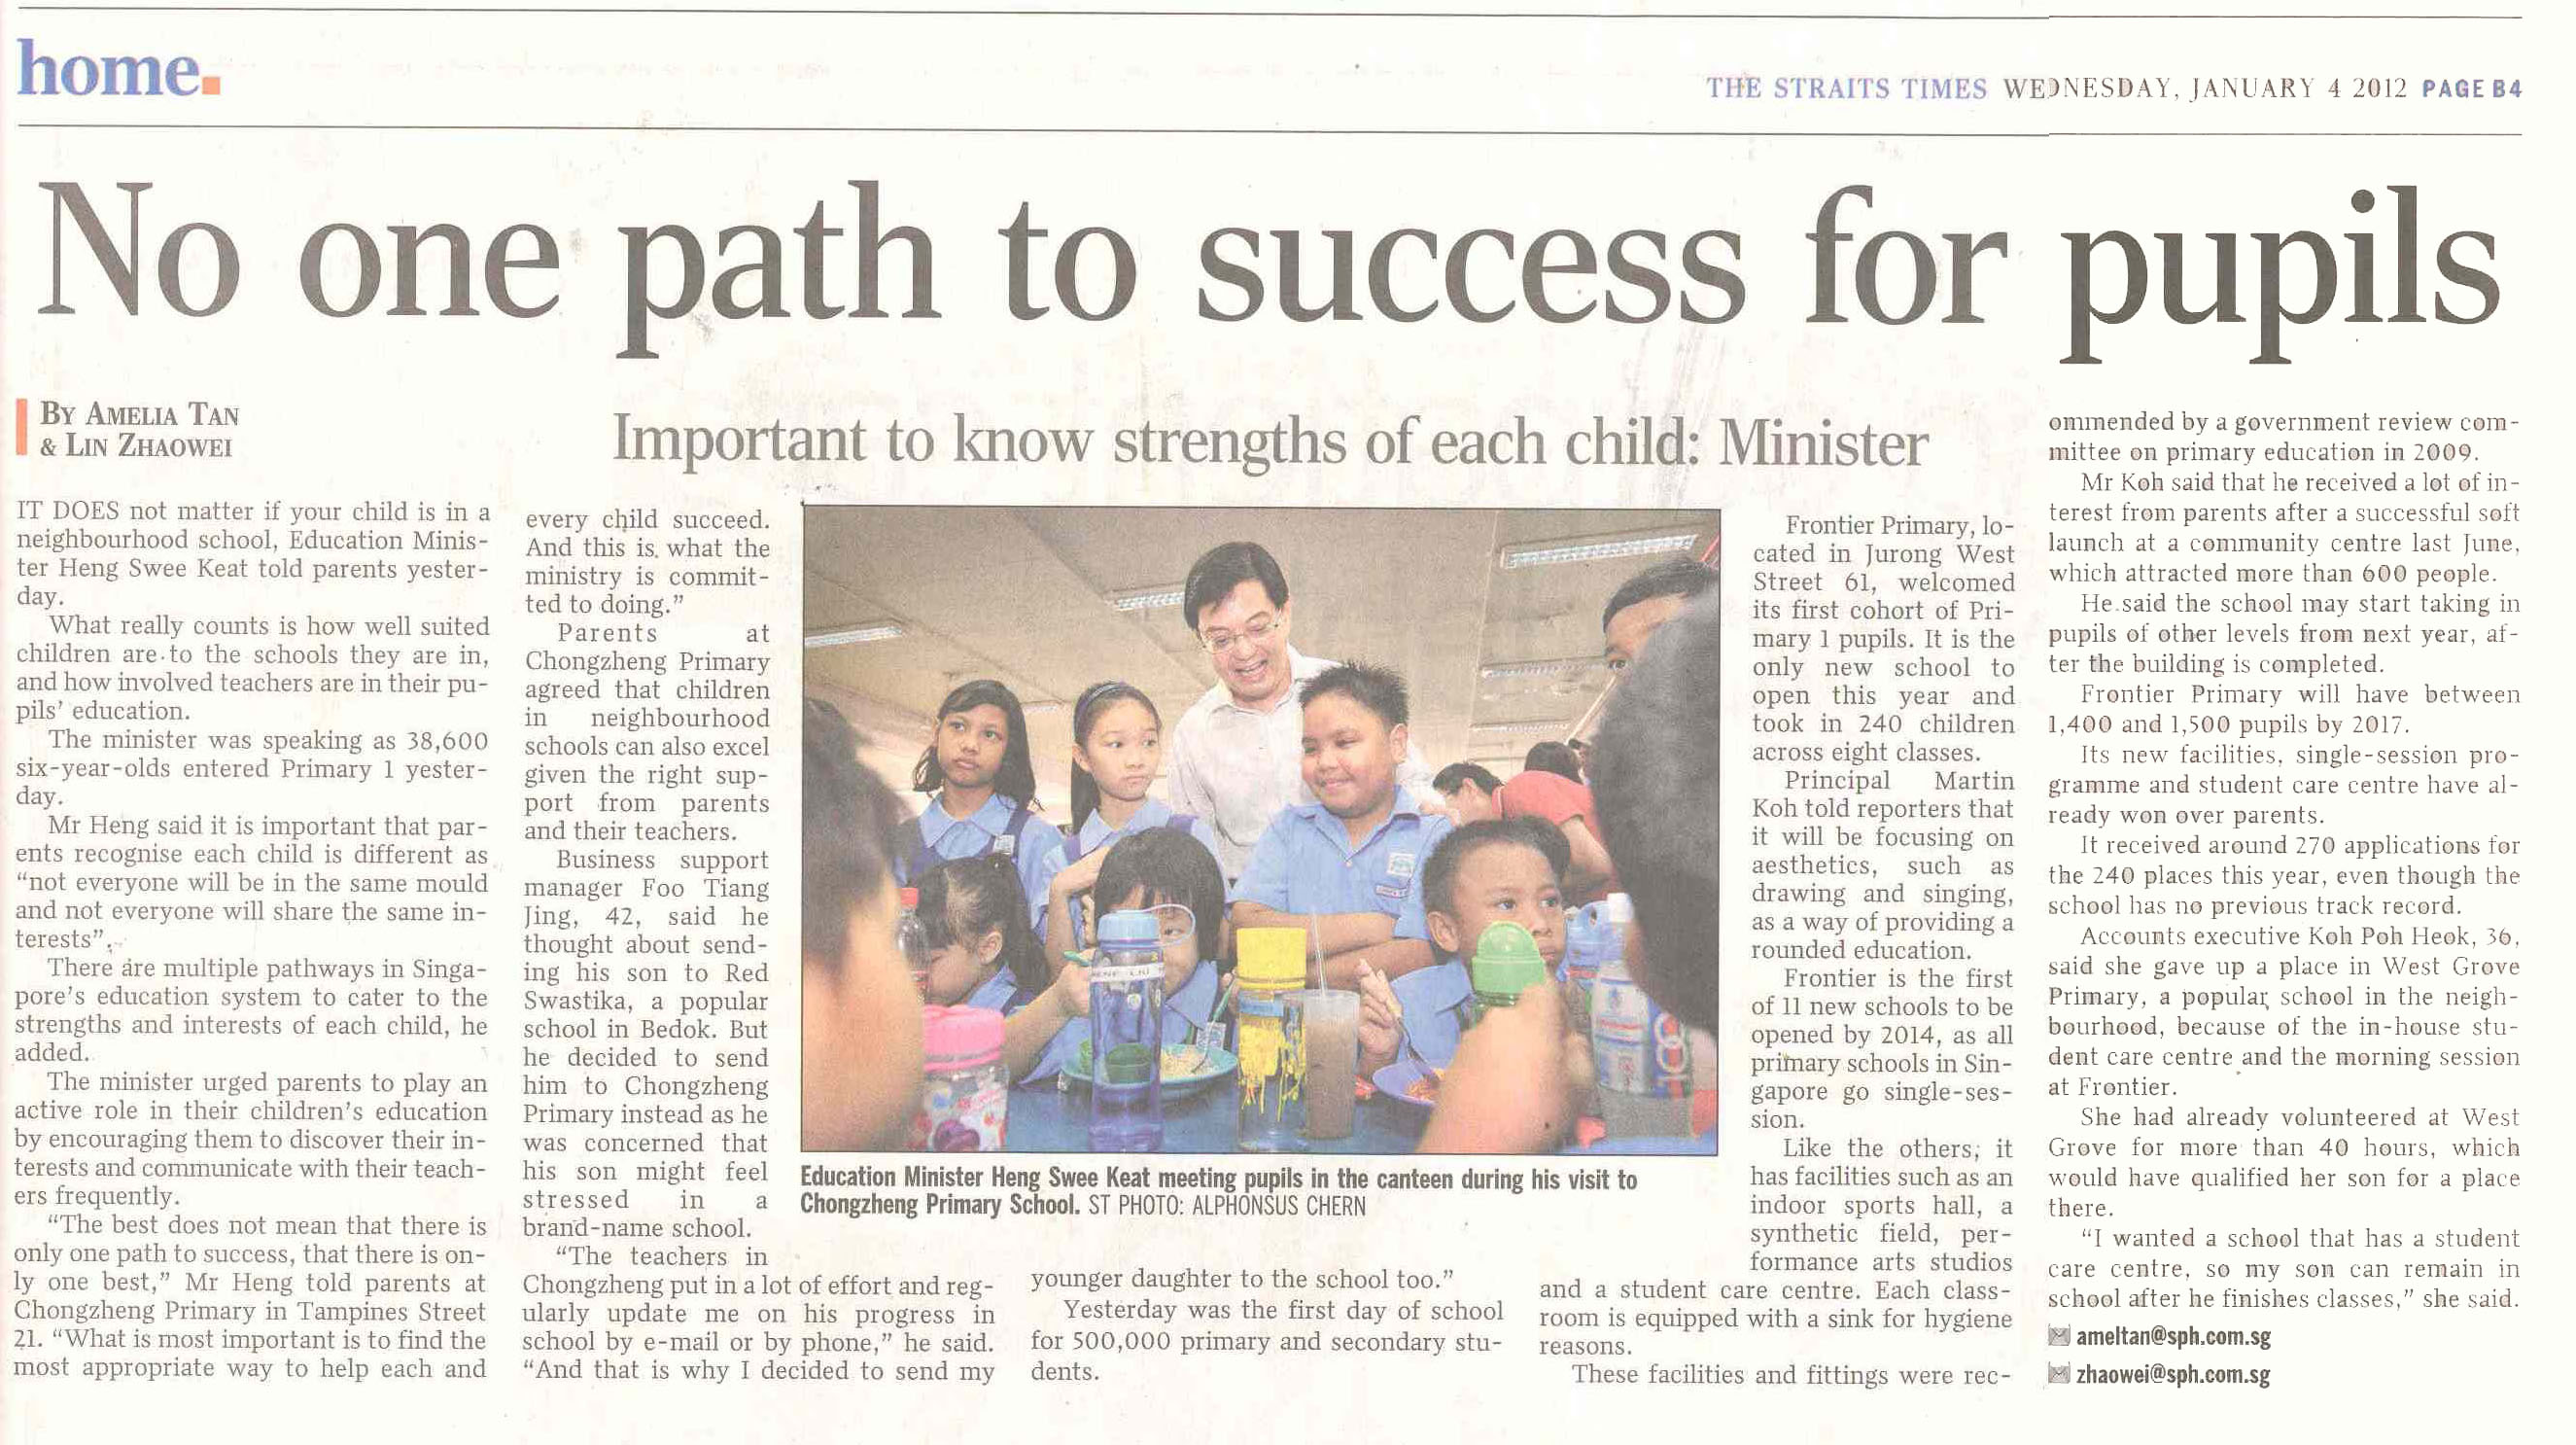 home.
THE STRAITS TIMES WEDNESDAY, JANUARY 4 2012 PAGE B4
No one path to success for pupils
BY AMELIA TAN
& LIN ZHAOWEI
Important to know strengths of each child: Minister
IT DOES not matter if your child is in a
neighbourhood school, Education Minis-
ter Heng Swee Keat told parents yester-
day.
What really counts is how well suited
children are to the schools they are in,
and how involved teachers are in their pu-
pils' education.
The minister was speaking as 38,600
six-year-olds entered Primary 1 yester-
day.
Mr Heng said it is important that par-
ents recognise each child is different as
"not everyone will be in the same mould
and not everyone will share the same in-
terests".
There are multiple pathways in Singa-
pore's education system to cater to the
strengths and interests of each child, he
added.
The minister urged parents to play an
active role in their children's education
by encouraging them to discover their in-
terests and communicate with their teach-
ers frequently.
"The best does not mean that there is
only one path to success, that there is on-
ly one best," Mr Heng told parents at
Chongzheng Primary in Tampines Street
21. "What is most important is to find the
most appropriate way to help each and
every child succeed.
And this is what the
ministry is commit-
ted to doing."
Parents at
Chongzheng Primary
agreed that children
in neighbourhood
schools can also excel
given the right sup-
port from parents
and their teachers.
Business support
manager Foo Tiang
Jing, 42, said he
thought about send-
ing his son to Red
Swastika, a popular
school in Bedok. But
he decided to send
him to Chongzheng
Primary instead as he
was concerned that
his son might feel
stressed in a
brand-name school.
"The teachers in
Chongzheng put in a lot of effort and reg-
ularly update me on his progress in
school by e-mail or by phone," he said.
"And that is why I decided to send my
Education Minister Heng Swee Keat meeting pupils in the canteen during his visit to
Chongzheng Primary School. ST PHOTO: ALPHONSUS CHERN
younger daughter to the school too."
Yesterday was the first day of school
for 500,000 primary and secondary stu-
dents.
Frontier Primary, lo-
cated in Jurong West
Street 61, welcomed
its first cohort of Pri-
mary 1 pupils. It is the
only new school to
open this year and
took in 240 children
across eight classes.
Principal Martin
Koh told reporters that
it will be focusing on
aesthetics, such as
drawing and singing,
as a way of providing a
rounded education.
Frontier is the first
of 11 new schools to be
opened by 2014, as all
primary schools in Sin-
gapore go single-ses-
sion.
Like the others, it
has facilities such as an
indoor sports hall, a
synthetic field, per-
formance arts studios
and a student care centre. Each class-
room is equipped with a sink for hygiene
reasons.
These facilities and fittings were rec-
ommended by a government review com-
mittee on primary education in 2009.
Mr Koh said that he received a lot of in-
terest from parents after a successful soft
launch at a community centre last June,
which attracted more than 600 people.
He said the school may start taking in
pupils of other levels from next year, af-
ter the building is completed.
Frontier Primary will have between
1,400 and 1,500 pupils by 2017.
Its new facilities, single-session pro-
gramme and student care centre have al-
ready won over parents.
It received around 270 applications for
the 240 places this year, even though the
school has no previous track record.
Accounts executive Koh Poh Heok, 36,
said she gave up a place in West Grove
Primary, a popular school in the neigh-
bourhood, because of the in-house stu-
dent care centre and the morning session
at Frontier.
She had already volunteered at West
Grove for more than 40 hours, which
would have qualified her son for a place
there.
"I wanted a school that has a student
care centre, so my son can remain in
school after he finishes classes," she said.
ameltan@sph.com.sg
zhaowei@sph.com.sg